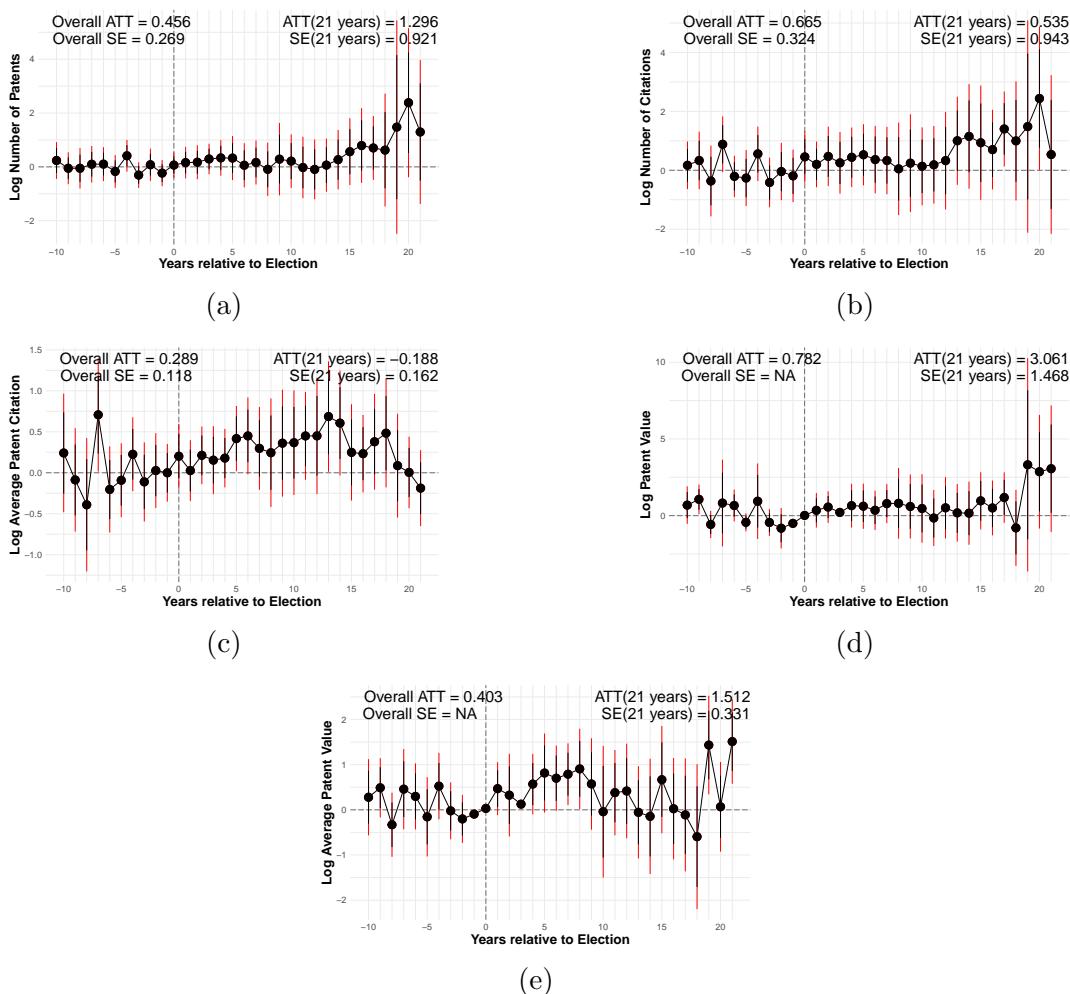 Overall ATT = 0.456
ATT(21 years) = 1.296
Overall SE = 0.269
SE(21 years) = 0.921
Log Number of Patents
4
2
0
−2
−10 −5 0 5 10 15 20
Years relative to Election
(a)
Overall ATT = 0.665
ATT(21 years) = 0.535
Overall SE = 0.324
SE(21 years) = 0.943
Log Number of Citations
4
2
0
−2
−10 −5 0 5 10 15 20
Years relative to Election
(b)
Overall ATT = 0.289
ATT(21 years) = −0.188
Overall SE = 0.118
SE(21 years) = 0.162
Log Average Patent Citation
1.5
1.0
0.5
0.0
−0.5
−1.0
−10 −5 0 5 10 15 20
Years relative to Election
(c)
Overall ATT = 0.782
ATT(21 years) = 3.061
Overall SE = NA
SE(21 years) = 1.468
Log Patent Value
10
5
0
−10 −5 0 5 10 15 20
Years relative to Election
(d)
Overall ATT = 0.403
ATT(21 years) = 1.512
Overall SE = NA
SE(21 years) = 0.331
Log Average Patent Value
2
1
0
−1
−2
−10 −5 0 5 10 15 20
Years relative to Election
(e)